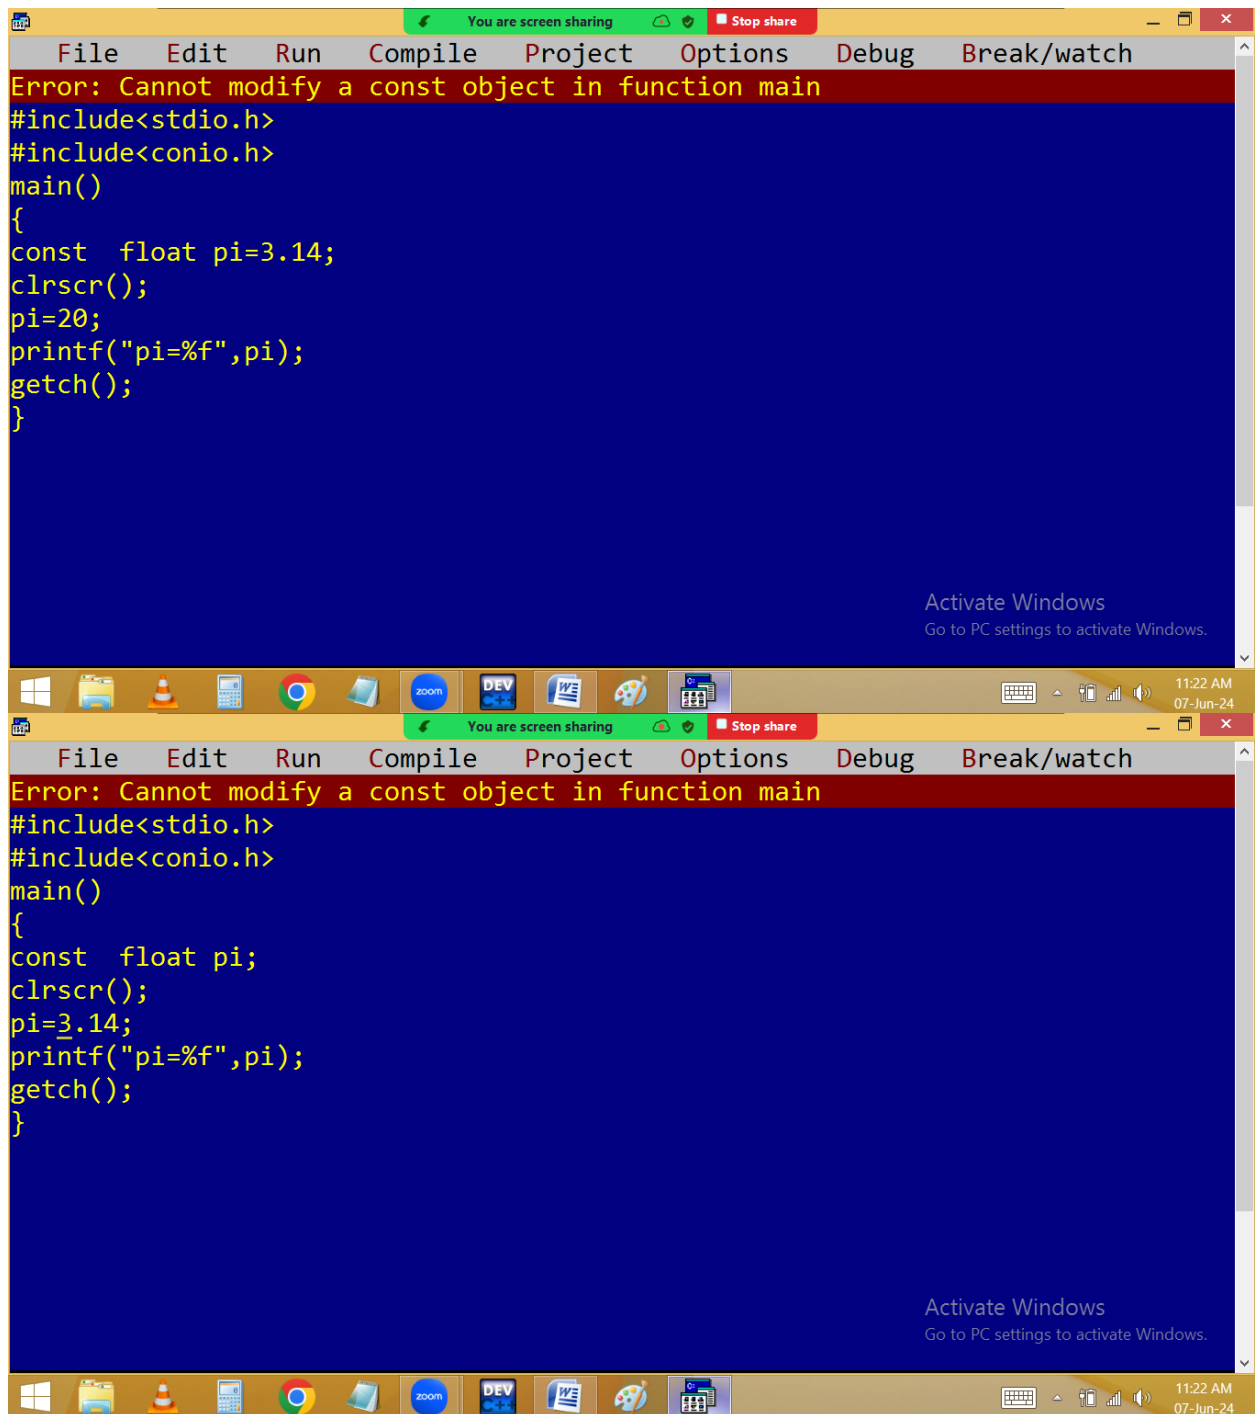 You are screen sharing Stop share
File Edit Run Compile Project Options Debug Break/watch
Error: Cannot modify a const object in function main
#include<stdio.h>
#include<conio.h>
main()
{
const  float pi=3.14;
clrscr();
pi=20;
printf("pi=%f",pi);
getch();
}
Activate Windows
Go to PC settings to activate Windows.
zoom DEV C++ 11:22 AM
07-Jun-24
You are screen sharing Stop share
File Edit Run Compile Project Options Debug Break/watch
Error: Cannot modify a const object in function main
#include<stdio.h>
#include<conio.h>
main()
{
const  float pi;
clrscr();
pi=3.14;
printf("pi=%f",pi);
getch();
}
Activate Windows
Go to PC settings to activate Windows.
zoom DEV C++ 11:22 AM
07-Jun-24